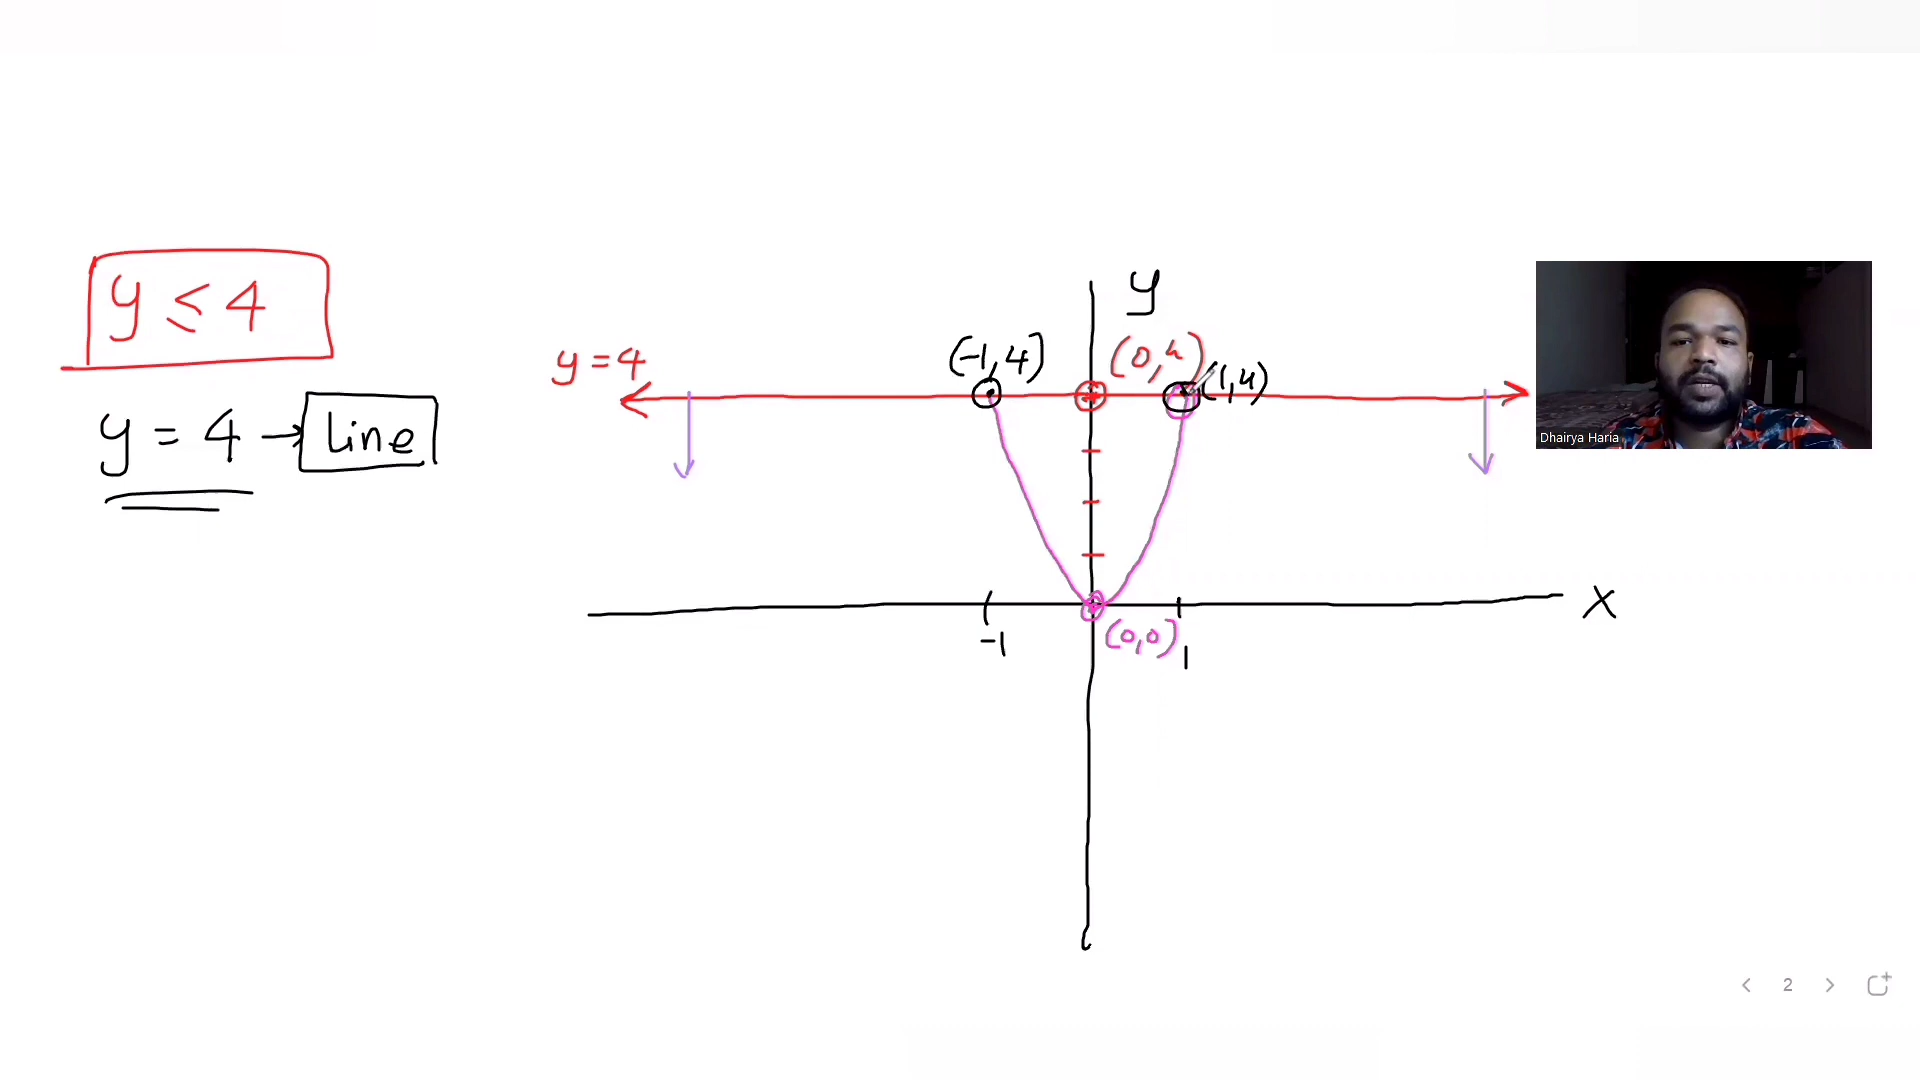 y ≤ 4
y = 4 → line
y
y = 4
(-1, 4)
(0, 4)
(1, 4)
x
-1
(0,0)
1
Dhairya Haria
2